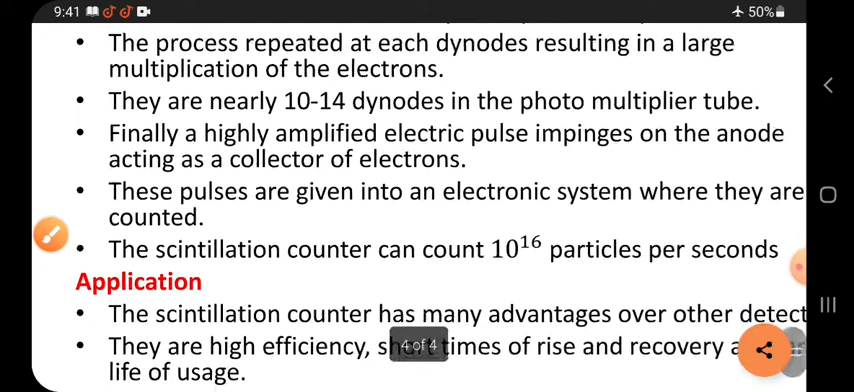 9:41
50%
• The process repeated at each dynodes resulting in a large
multiplication of the electrons.
• They are nearly 10-14 dynodes in the photo multiplier tube.
• Finally a highly amplified electric pulse impinges on the anode
acting as a collector of electrons.
• These pulses are given into an electronic system where they are
counted.
• The scintillation counter can count 10¹⁶ particles per seconds
Application
• The scintillation counter has many advantages over other detect
• They are high efficiency, short times of rise and recovery
life of usage.
4 of 4